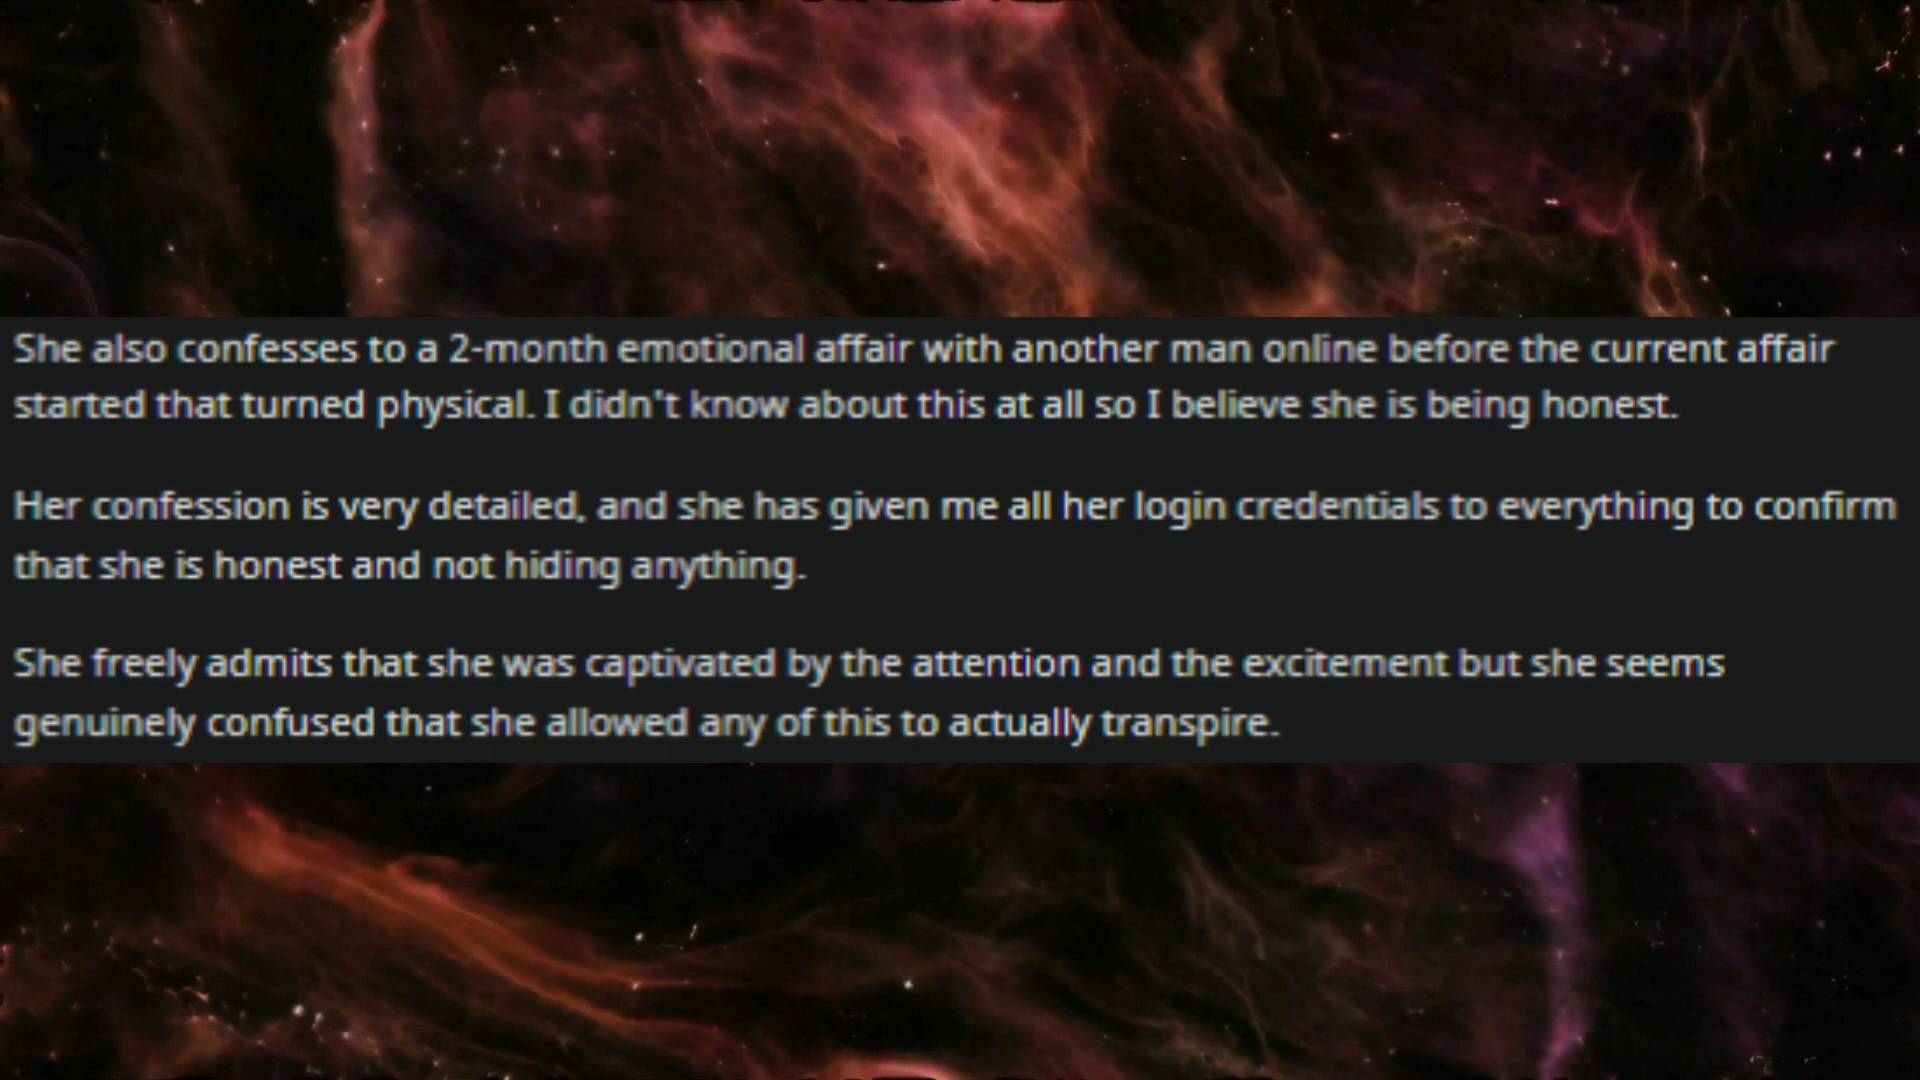 She also confesses to a 2-month emotional affair with another man online before the current affair
started that turned physical. I didn't know about this at all so I believe she is being honest.
Her confession is very detailed, and she has given me all her login credentials to everything to confirm
that she is honest and not hiding anything.
She freely admits that she was captivated by the attention and the excitement but she seems
genuinely confused that she allowed any of this to actually transpire.